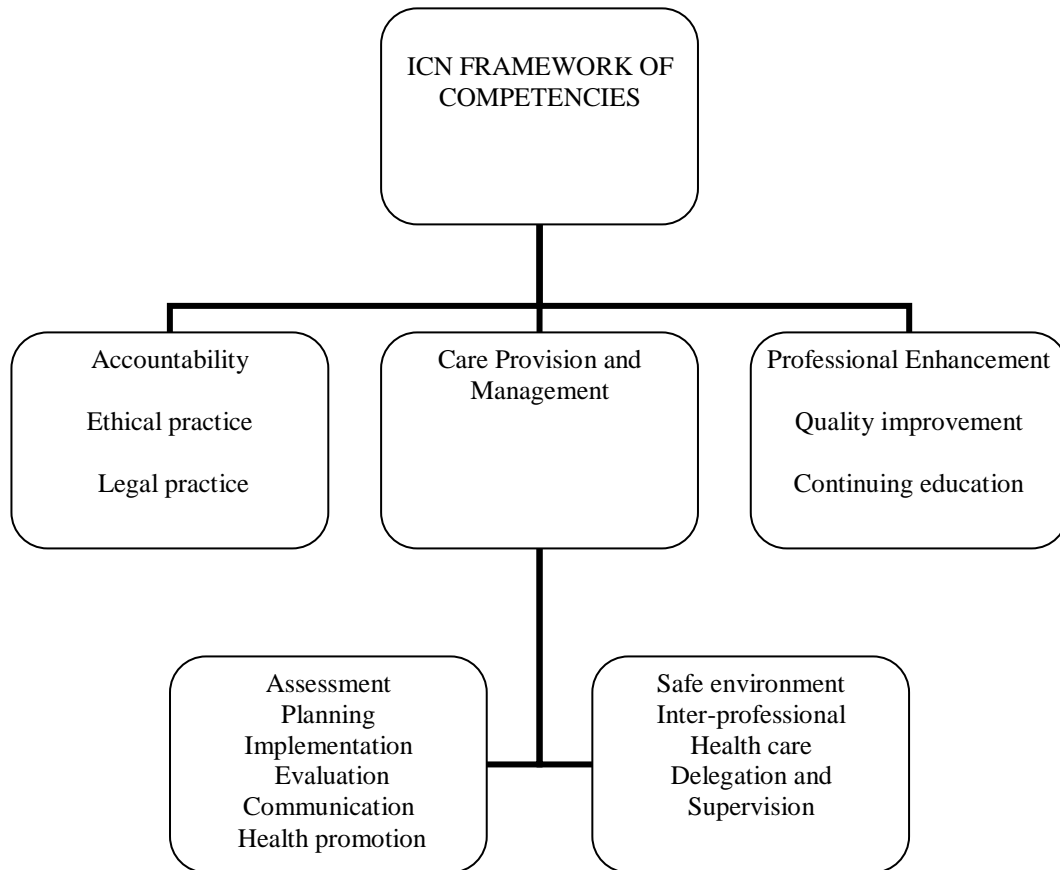 ICN FRAMEWORK OF
COMPETENCIES
Accountability
Ethical practice
Legal practice
Care Provision and
Management
Professional Enhancement
Quality improvement
Continuing education
Assessment
Planning
Implementation
Evaluation
Communication
Health promotion
Safe environment
Inter-professional
Health care
Delegation and
Supervision